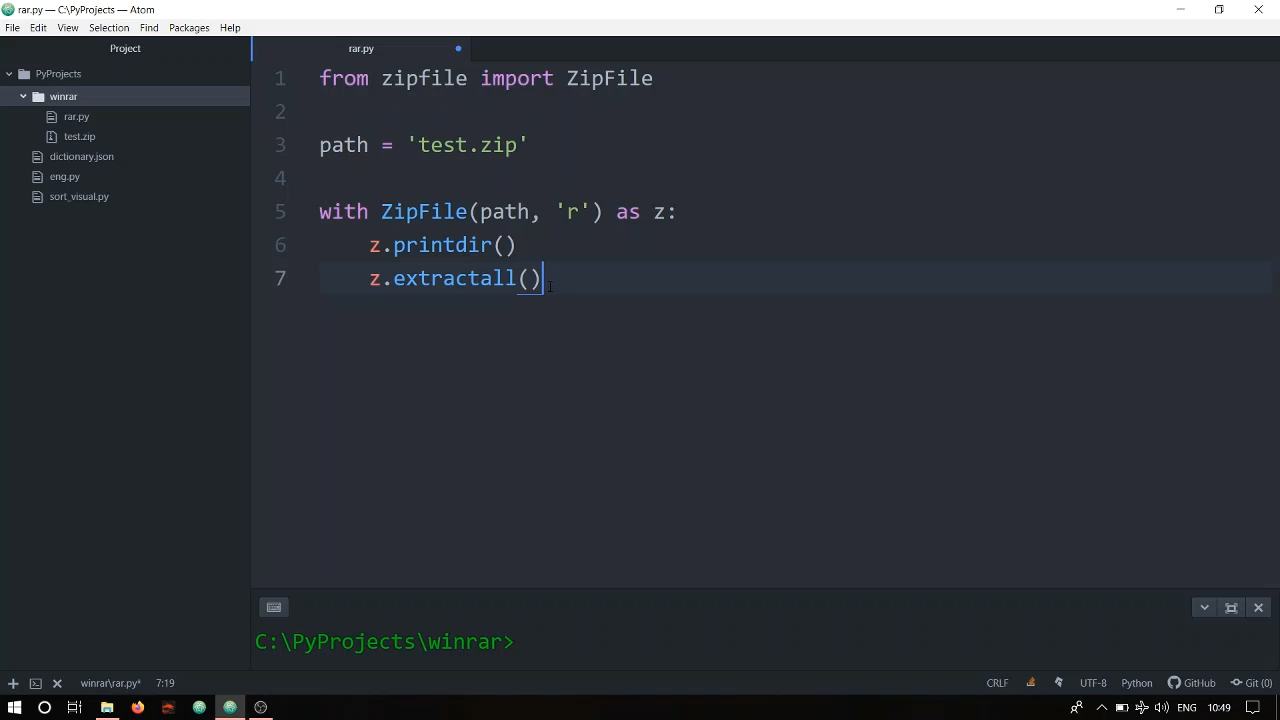 rar.py — C:\PyProjects — Atom
File Edit View Selection Find Packages Help
Project
rar.py
PyProjects
winrar
rar.py
test.zip
dictionary.json
eng.py
sort_visual.py
1 from zipfile import ZipFile
2
3 path = 'test.zip'
4
5 with ZipFile(path, 'r') as z:
6 z.printdir()
7 z.extractall()
C:\PyProjects\winrar>
winrar\rar.py* 7:19 CRLF UTF-8 Python GitHub Git (0)
ENG 10:49